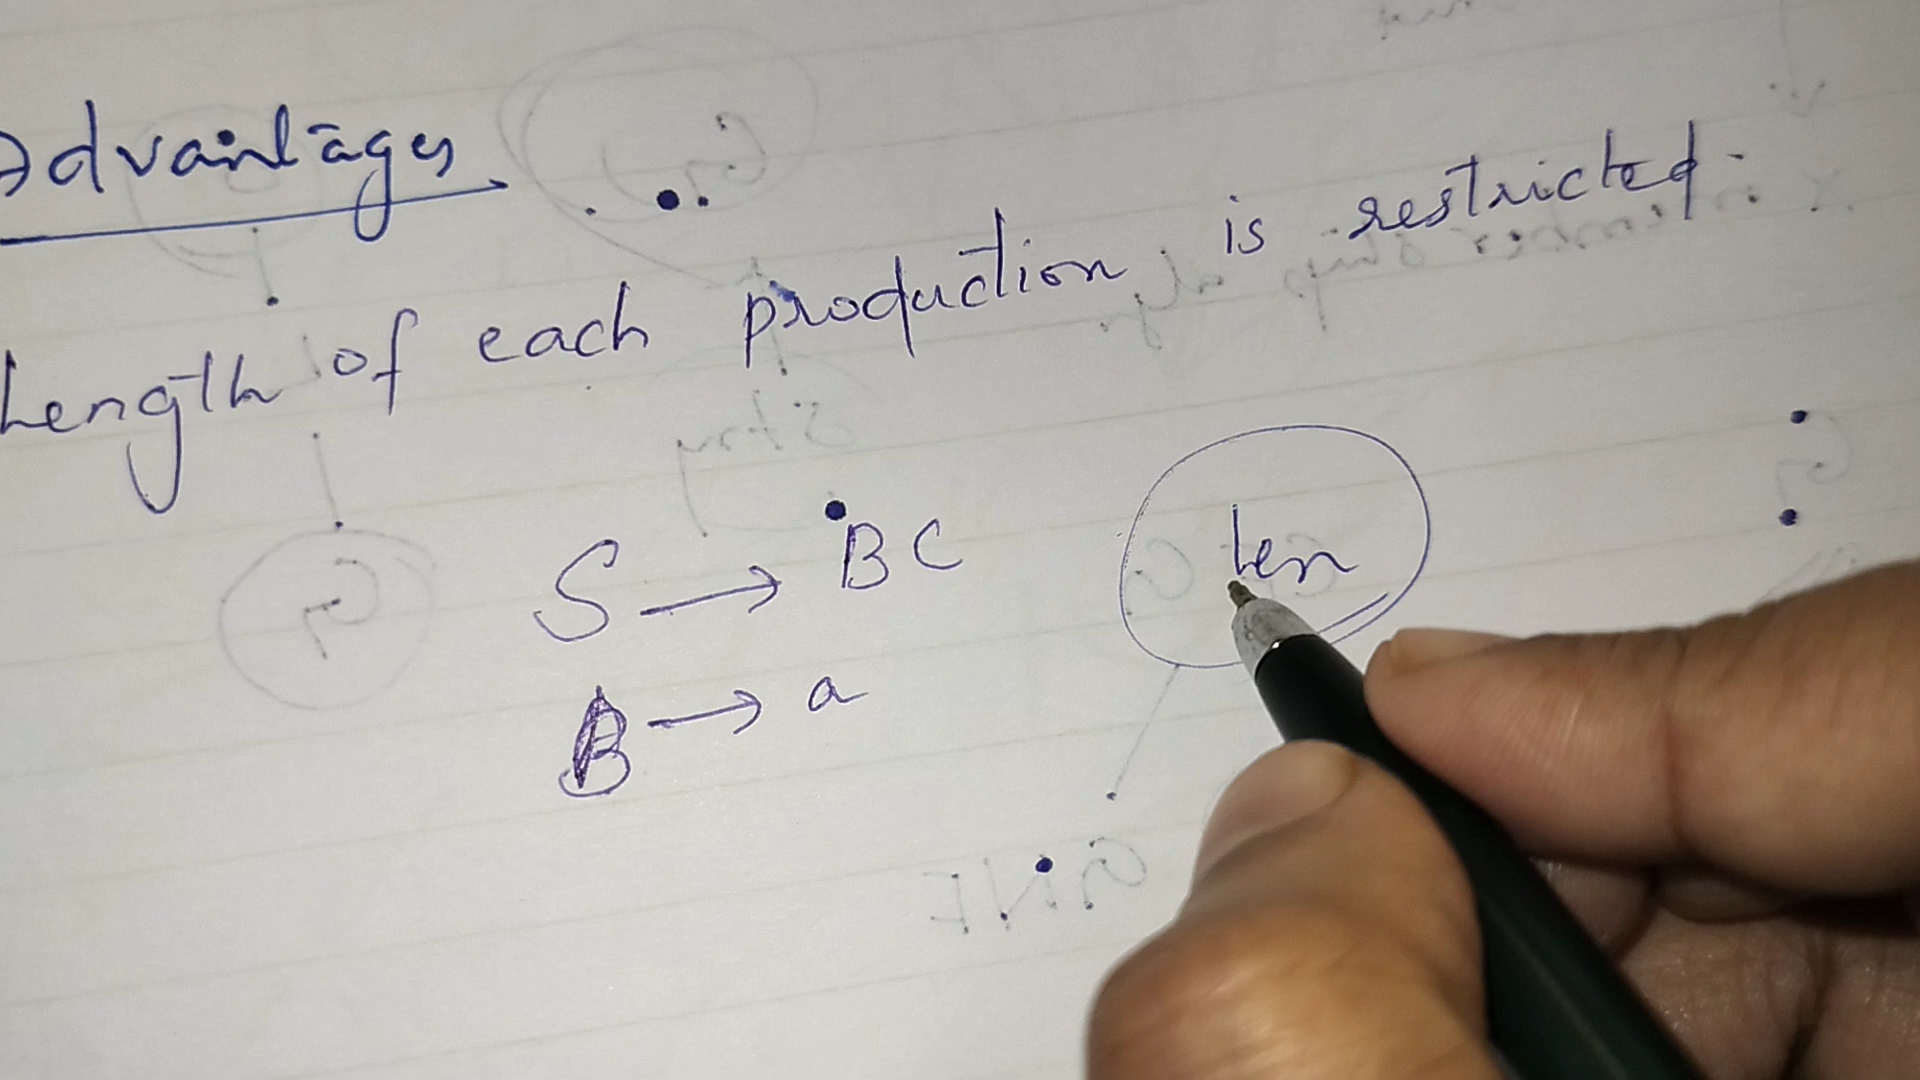 Advantages
Length of each production is restricted.
S → BC
len
B → a